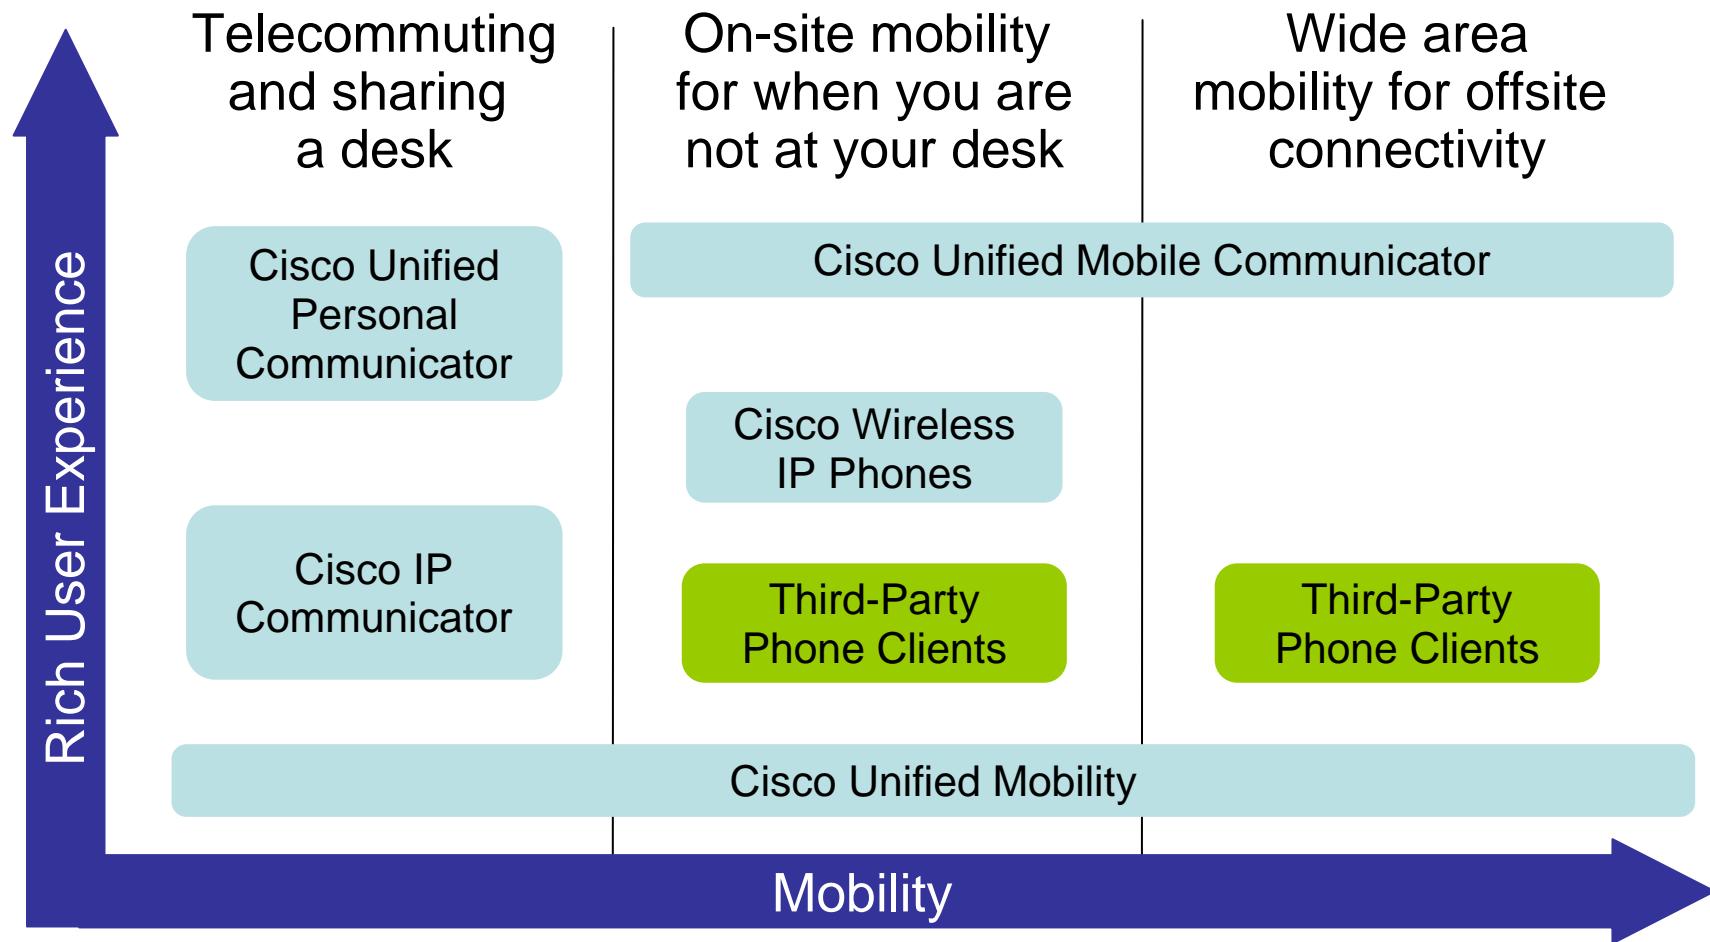 Telecommuting
and sharing
a desk
On-site mobility
for when you are
not at your desk
Wide area
mobility for offsite
connectivity
Rich User Experience
Cisco Unified
Personal
Communicator
Cisco Unified Mobile Communicator
Cisco Wireless
IP Phones
Cisco IP
Communicator
Third-Party
Phone Clients
Third-Party
Phone Clients
Cisco Unified Mobility
Mobility